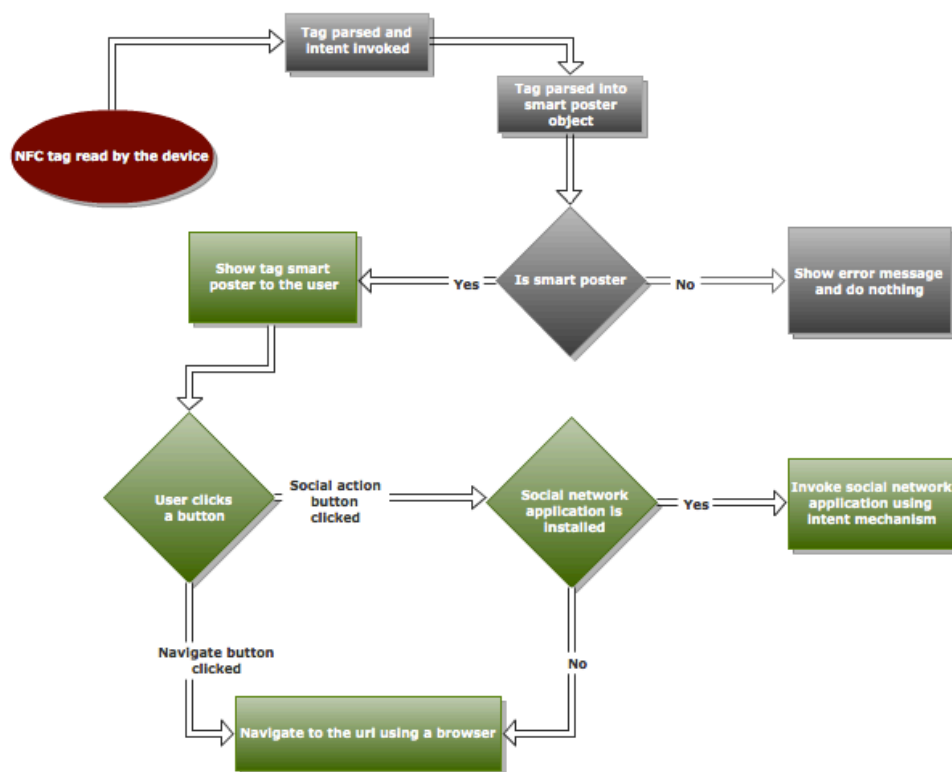 Tag parsed and
intent invoked
Tag parsed into
smart poster
object
NFC tag read by the device
Show tag smart
poster to the user
Yes
Is smart poster
No
Show error message
and do nothing
User clicks
a button
Social action
button
clicked
Social network
application is
installed
Yes
Invoke social network
application using
intent mechanism
Navigate button
clicked
No
Navigate to the url using a browser